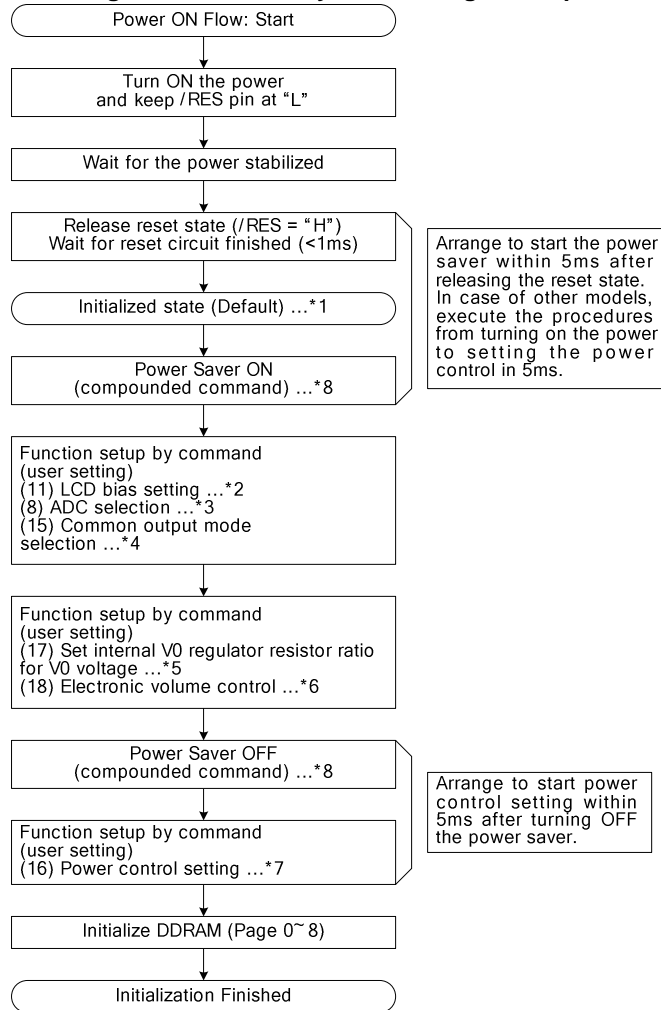 Power ON Flow: Start
Turn ON the power
and keep /RES pin at “L”
Wait for the power stabilized
Release reset state (/RES = “H”)
Wait for reset circuit finished (<1ms)
Arrange to start the power
saver within 5ms after
releasing the reset state.
In case of other models,
execute the procedures
from turning on the power
to setting the power
control in 5ms.
Initialized state (Default) ...*1
Power Saver ON
(compounded command) ...*8
Function setup by command
(user setting)
(11) LCD bias setting ...*2
(8) ADC selection ...*3
(15) Common output mode
selection ...*4
Function setup by command
(user setting)
(17) Set internal V0 regulator resistor ratio
for V0 voltage ...*5
(18) Electronic volume control ...*6
Power Saver OFF
(compounded command) ...*8
Arrange to start power
control setting within
5ms after turning OFF
the power saver.
Function setup by command
(user setting)
(16) Power control setting ...*7
Initialize DDRAM (Page 0~8)
Initialization Finished